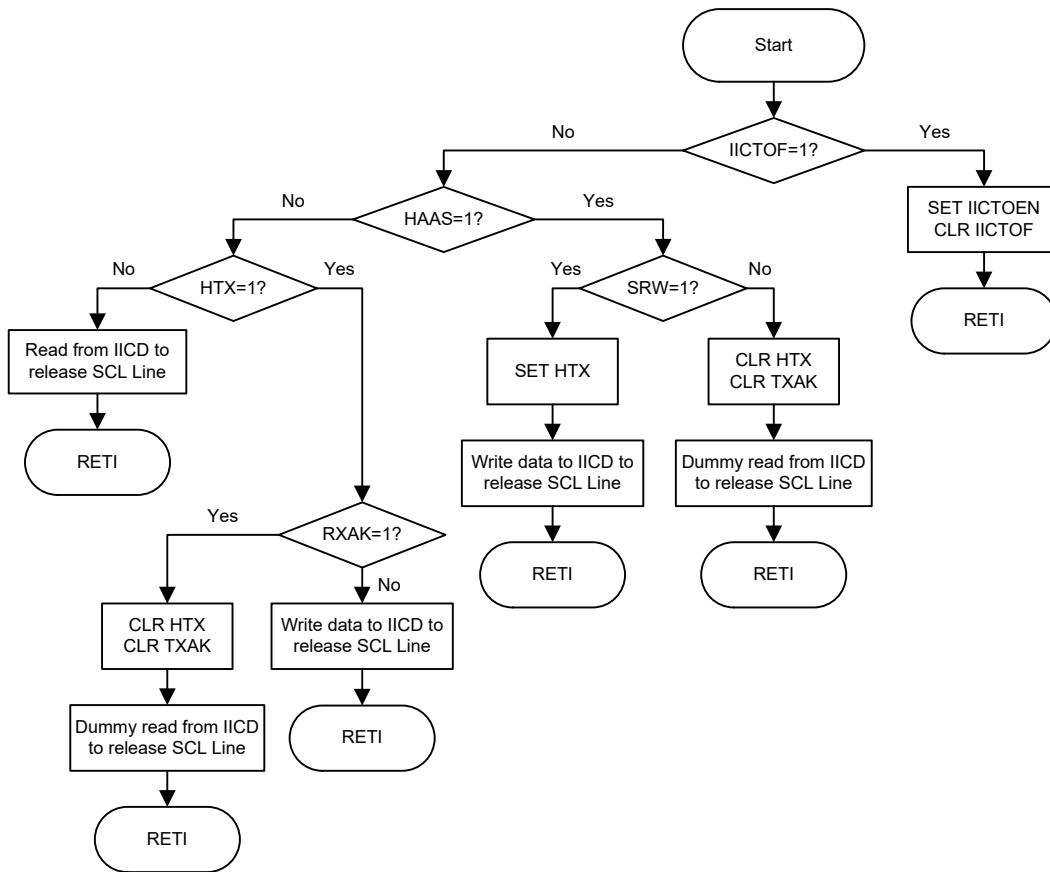 Start
No
Yes
IICTOF=1?
No
Yes
HAAS=1?
SET IICTOEN
CLR IICTOF
No
Yes
HTX=1?
Yes
No
SRW=1?
RETI
Read from IICD to
release SCL Line
SET HTX
CLR HTX
CLR TXAK
RETI
Write data to IICD to
release SCL Line
Dummy read from IICD
to release SCL Line
Yes
RXAK=1?
No
RETI
RETI
CLR HTX
CLR TXAK
Write data to IICD to
release SCL Line
Dummy read from IICD
to release SCL Line
RETI
RETI